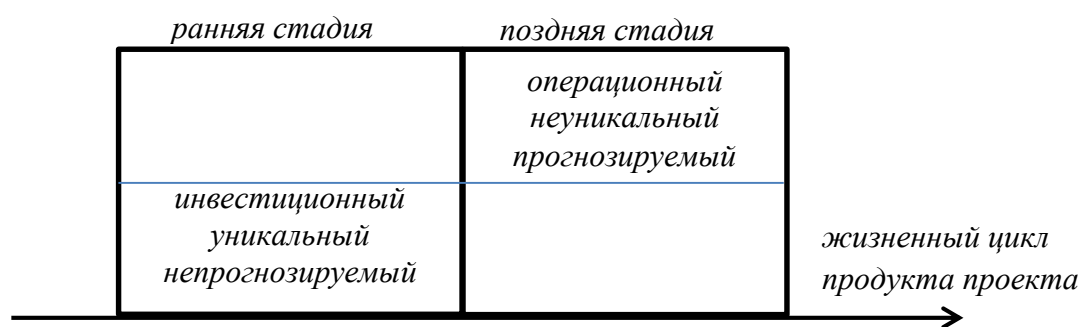 ранняя стадия
поздняя стадия
операционный
неуникальный
прогнозируемый
инвестиционный
уникальный
непрогнозируемый
жизненный цикл
продукта проекта